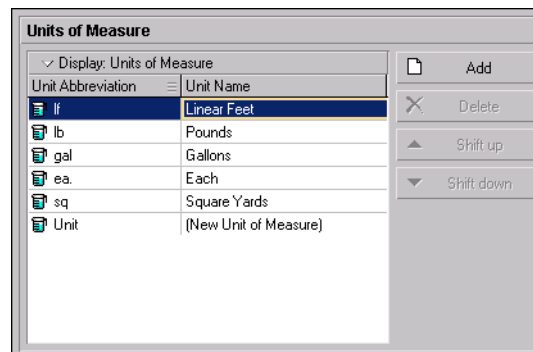 Units of Measure
Display: Units of Measure
Unit Abbreviation Unit Name
lf Linear Feet
lb Pounds
gal Gallons
ea. Each
sq Square Yards
Unit (New Unit of Measure)
Add
Delete
Shift up
Shift down